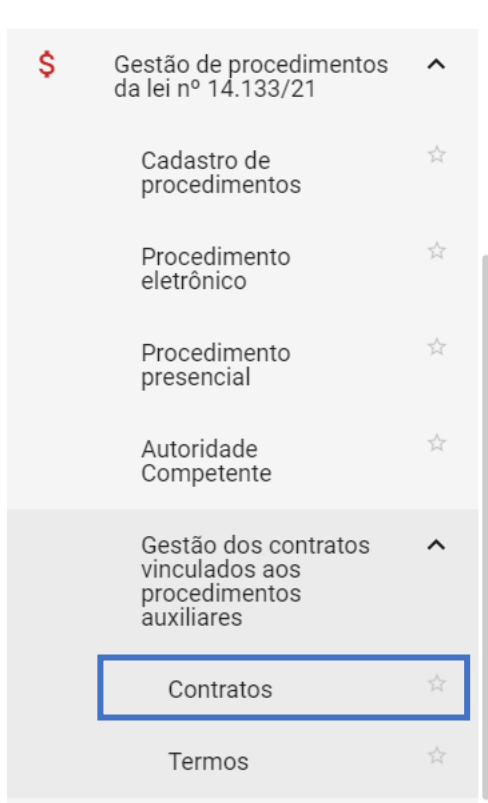 $
Gestão de procedimentos
da lei nº 14.133/21
Cadastro de
procedimentos
Procedimento
eletrônico
Procedimento
presencial
Autoridade
Competente
Gestão dos contratos
vinculados aos
procedimentos
auxiliares
Contratos
Termos